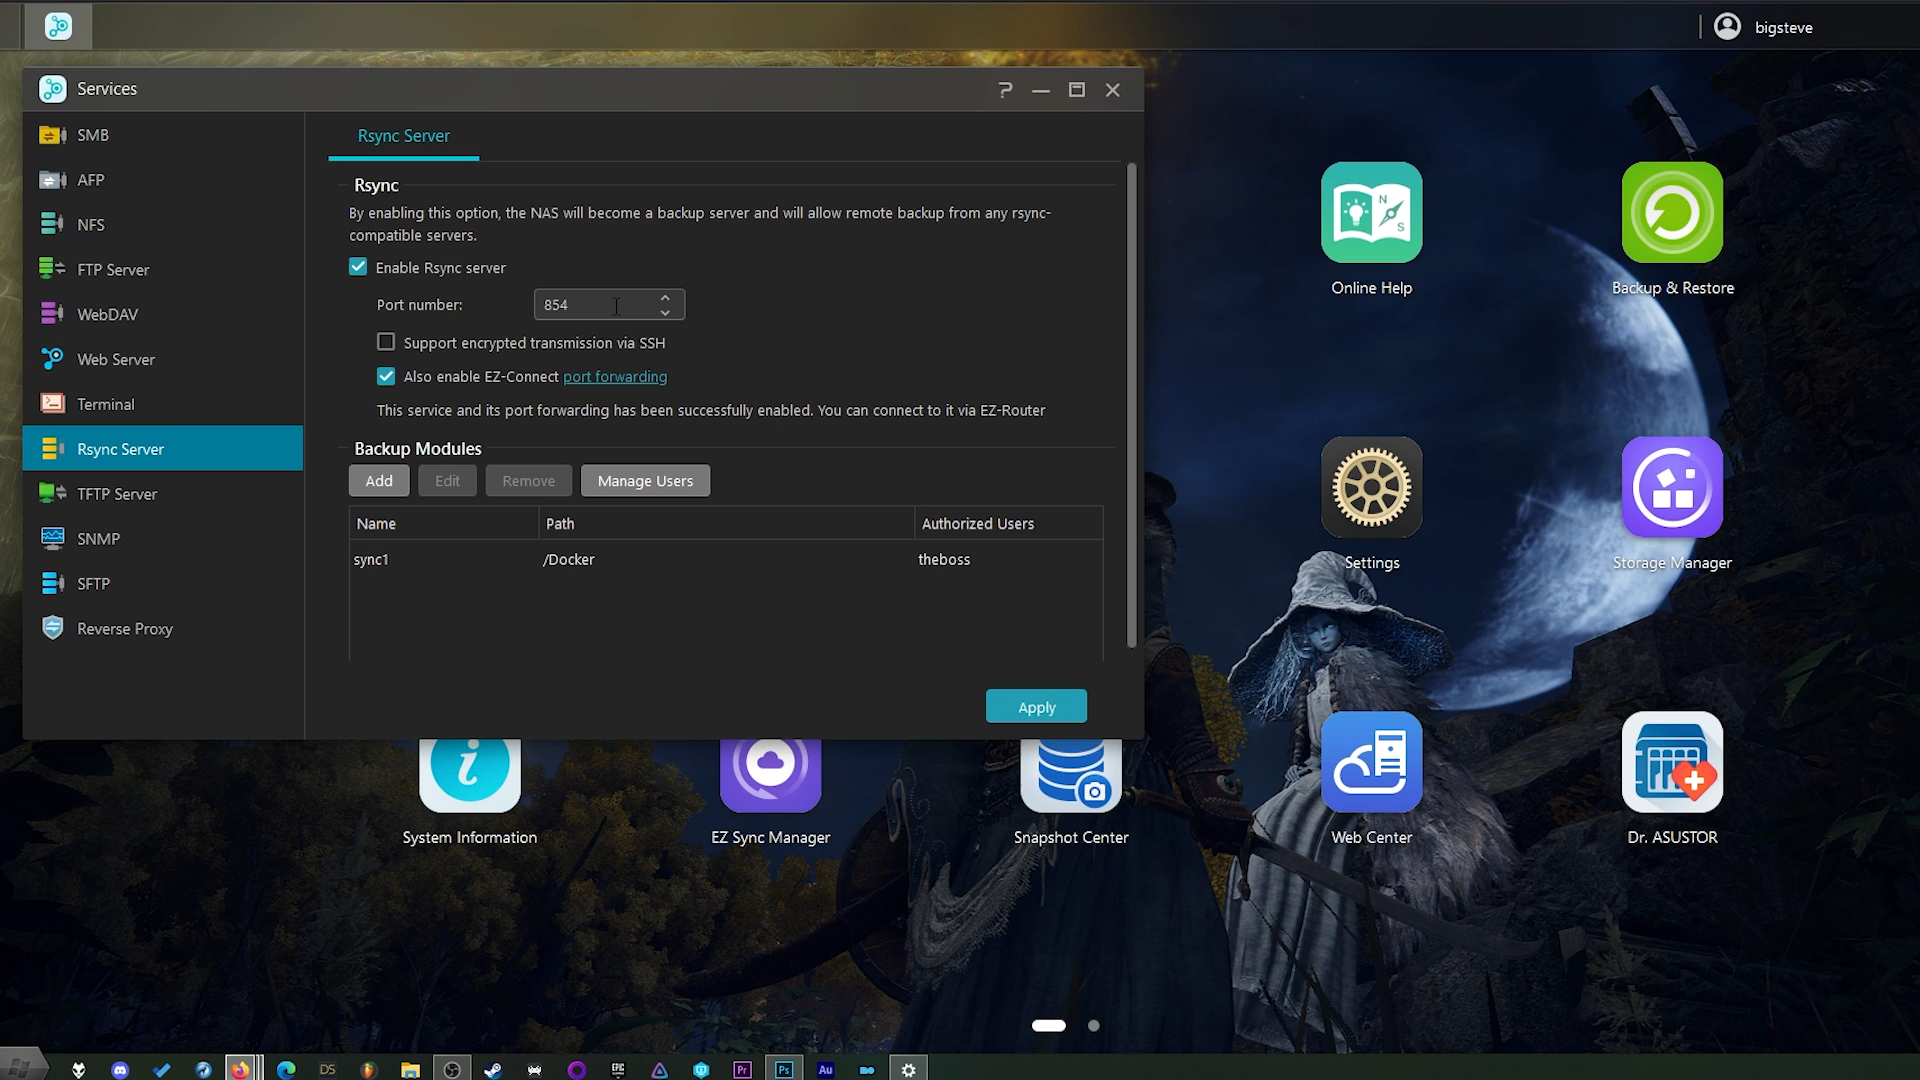 bigsteve
Services
SMB
AFP
NFS
FTP Server
WebDAV
Web Server
Terminal
Rsync Server
TFTP Server
SNMP
SFTP
Reverse Proxy
Rsync Server
Rsync
By enabling this option, the NAS will become a backup server and will allow remote backup from any rsync-
compatible servers.
Enable Rsync server
Port number:
854
Support encrypted transmission via SSH
Also enable EZ-Connect port forwarding
This service and its port forwarding has been successfully enabled. You can connect to it via EZ-Router
Backup Modules
Add
Edit
Remove
Manage Users
Name
Path
Authorized Users
sync1
/Docker
theboss
Apply
N
S
Online Help
Backup & Restore
Settings
Storage Manager
System Information
EZ Sync Manager
Snapshot Center
Web Center
Dr. ASUSTOR
DS
EPIC
Pr
Ps
Au